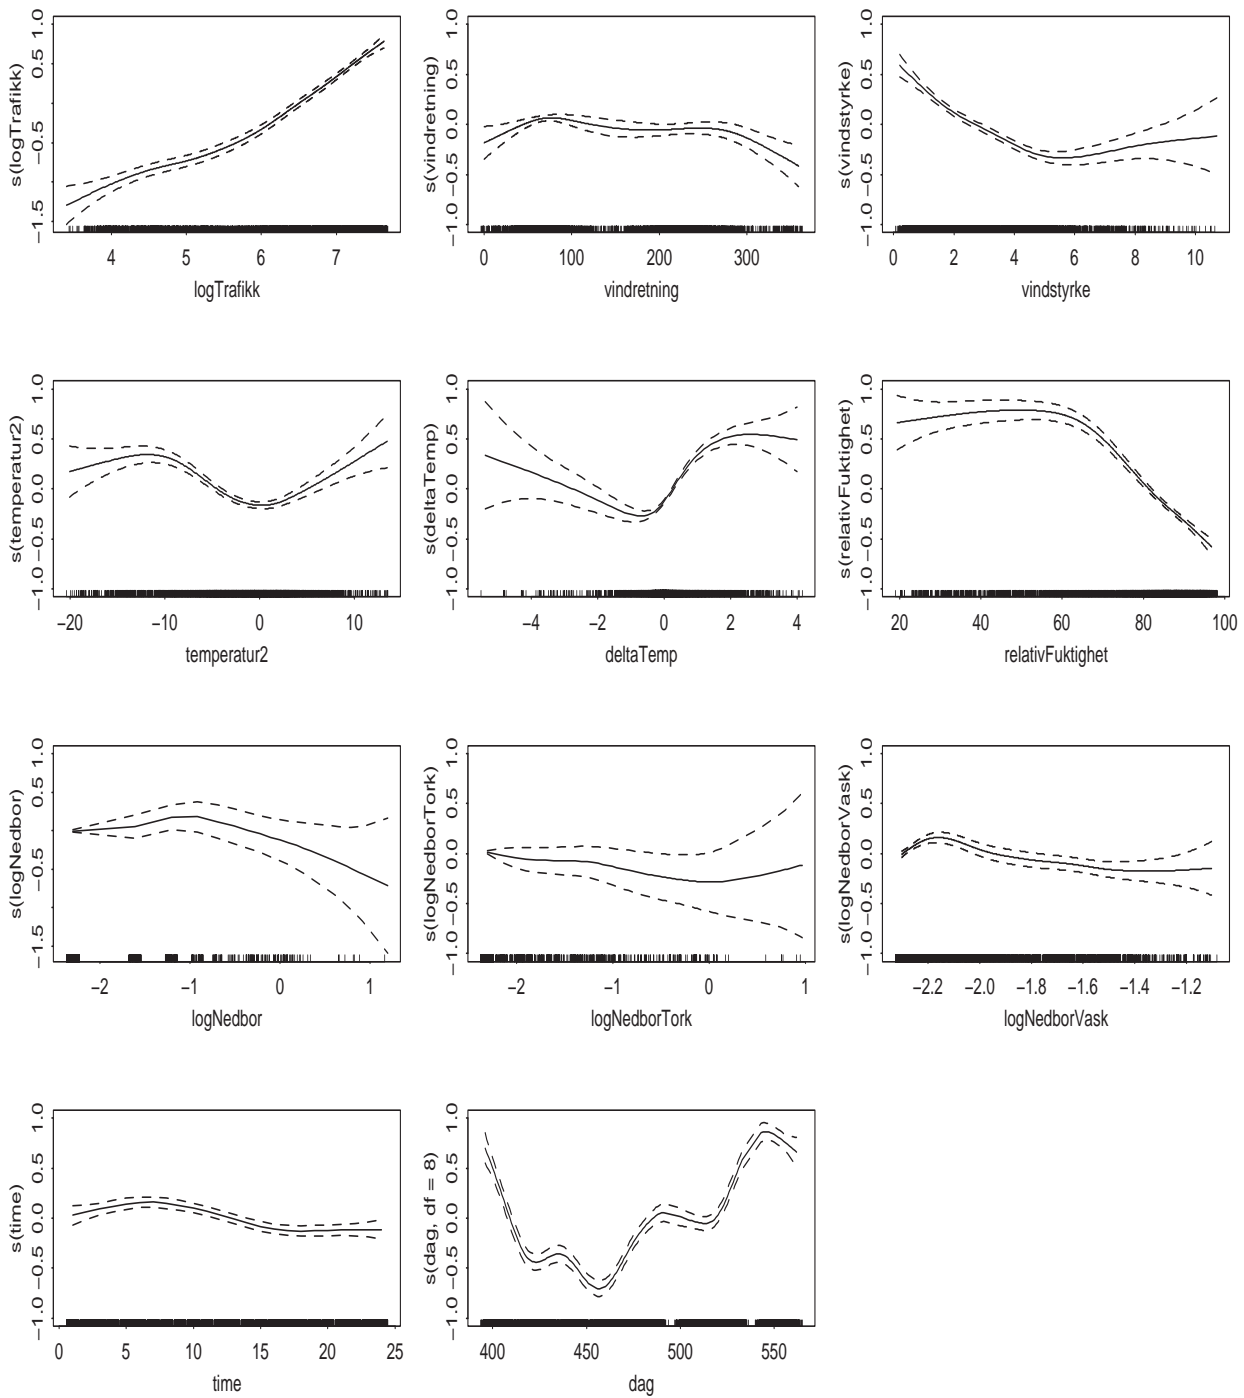 s(logTrafikk)
−1.5 −0.5 0.5 1.0
4 5 6 7
logTrafikk
s(vindretning)
−1.0 −0.5 0.0 0.5 1.0
0 100 200 300
vindretning
s(vindstyrke)
−1.0 −0.5 0.0 0.5 1.0
0 2 4 6 8 10
vindstyrke
s(temperatur2)
−1.0 −0.5 0.0 0.5 1.0
−20 −10 0 10
temperatur2
s(deltaTemp)
−1.0 −0.5 0.0 0.5 1.0
−4 −2 0 2 4
deltaTemp
s(relativFuktighet)
−1.0 −0.5 0.0 0.5 1.0
20 40 60 80 100
relativFuktighet
s(logNedbor)
−1.5 −0.5 0.5 1.0
−2 −1 0 1
logNedbor
s(logNedborTork)
−1.0 −0.5 0.0 0.5 1.0
−2 −1 0 1
logNedborTork
s(logNedborVask)
−1.0 −0.5 0.0 0.5 1.0
−2.2 −2.0 −1.8 −1.6 −1.4 −1.2
logNedborVask
s(time)
−1.0 −0.5 0.0 0.5 1.0
0 5 10 15 20 25
time
s(dag, df = 8)
−1.0 −0.5 0.0 0.5 1.0
400 450 500 550
dag